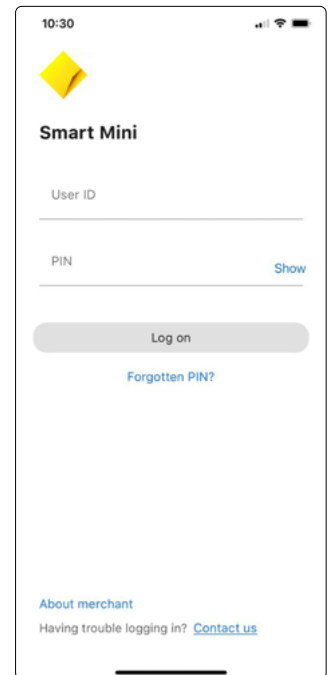 10:30
Smart Mini
User ID
PIN
Show
Log on
Forgotten PIN?
About merchant
Having trouble logging in? Contact us